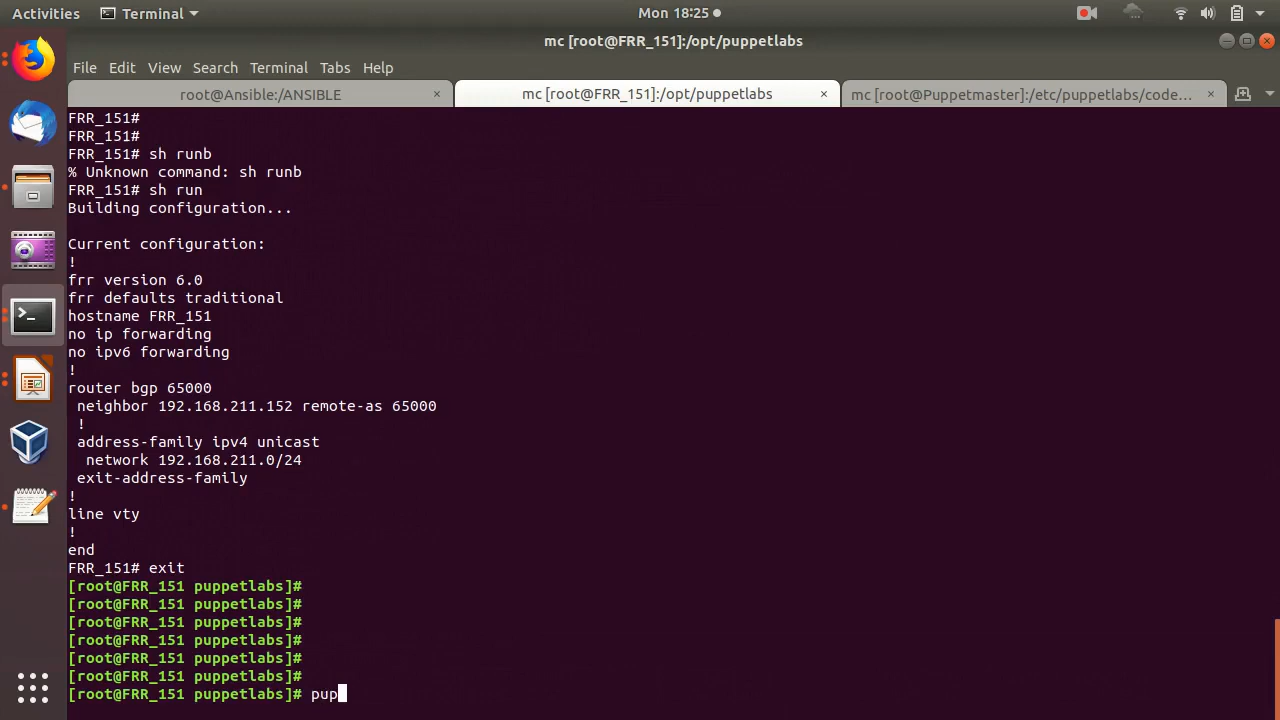 Activities
Terminal
Mon 18:25
mc [root@FRR_151]:/opt/puppetlabs
File Edit View Search Terminal Tabs Help
root@Ansible:/ANSIBLE × mc [root@FRR_151]:/opt/puppetlabs × mc [root@Puppetmaster]:/etc/puppetlabs/code... ×
FRR_151#
FRR_151#
FRR_151# sh runb
% Unknown command: sh runb
FRR_151# sh run
Building configuration...
Current configuration:
!
frr version 6.0
frr defaults traditional
hostname FRR_151
no ip forwarding
no ipv6 forwarding
!
router bgp 65000
neighbor 192.168.211.152 remote-as 65000
!
address-family ipv4 unicast
network 192.168.211.0/24
exit-address-family
!
line vty
!
end
FRR_151# exit
[root@FRR_151 puppetlabs]#
[root@FRR_151 puppetlabs]#
[root@FRR_151 puppetlabs]#
[root@FRR_151 puppetlabs]#
[root@FRR_151 puppetlabs]#
[root@FRR_151 puppetlabs]#
[root@FRR_151 puppetlabs]# pup